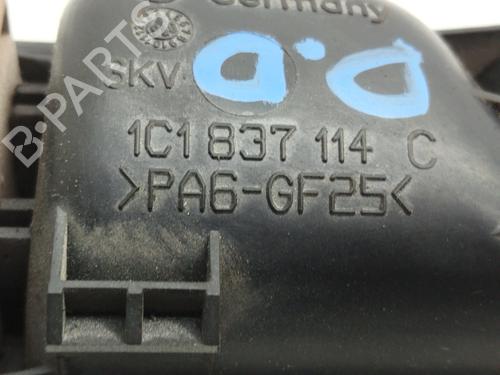 Germany
SKV
D.D
1C1 837 114 C
>PA6-GF25<
B-PARTS